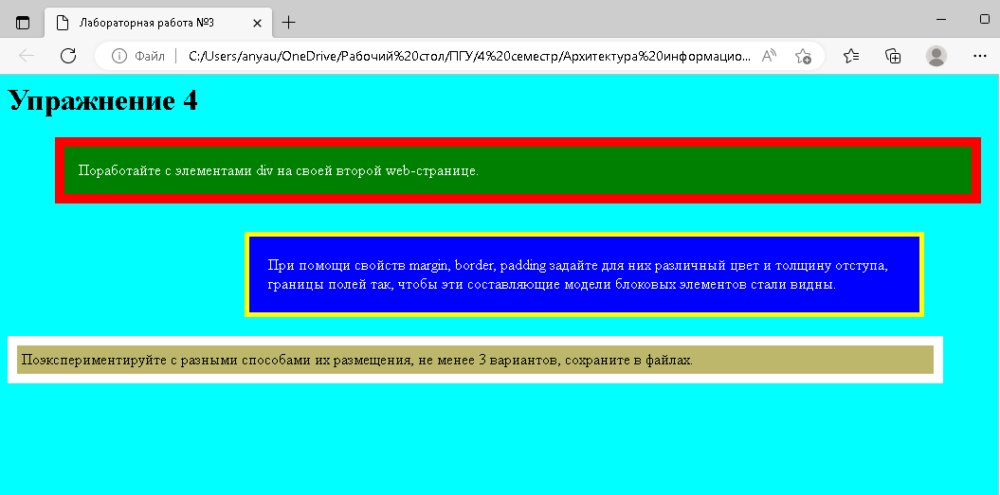 Лабораторная работа №3
Файл
C:/Users/anyau/OneDrive/Рабочий%20стол/ПГУ/4%20семестр/Архитектура%20информацио...
Упражнение 4
Поработайте с элементами div на своей второй web-странице.
При помощи свойств margin, border, padding задайте для них различный цвет и толщину отступа,
границы полей так, чтобы эти составляющие модели блоковых элементов стали видны.
Поэкспериментируйте с разными способами их размещения, не менее 3 вариантов, сохраните в файлах.